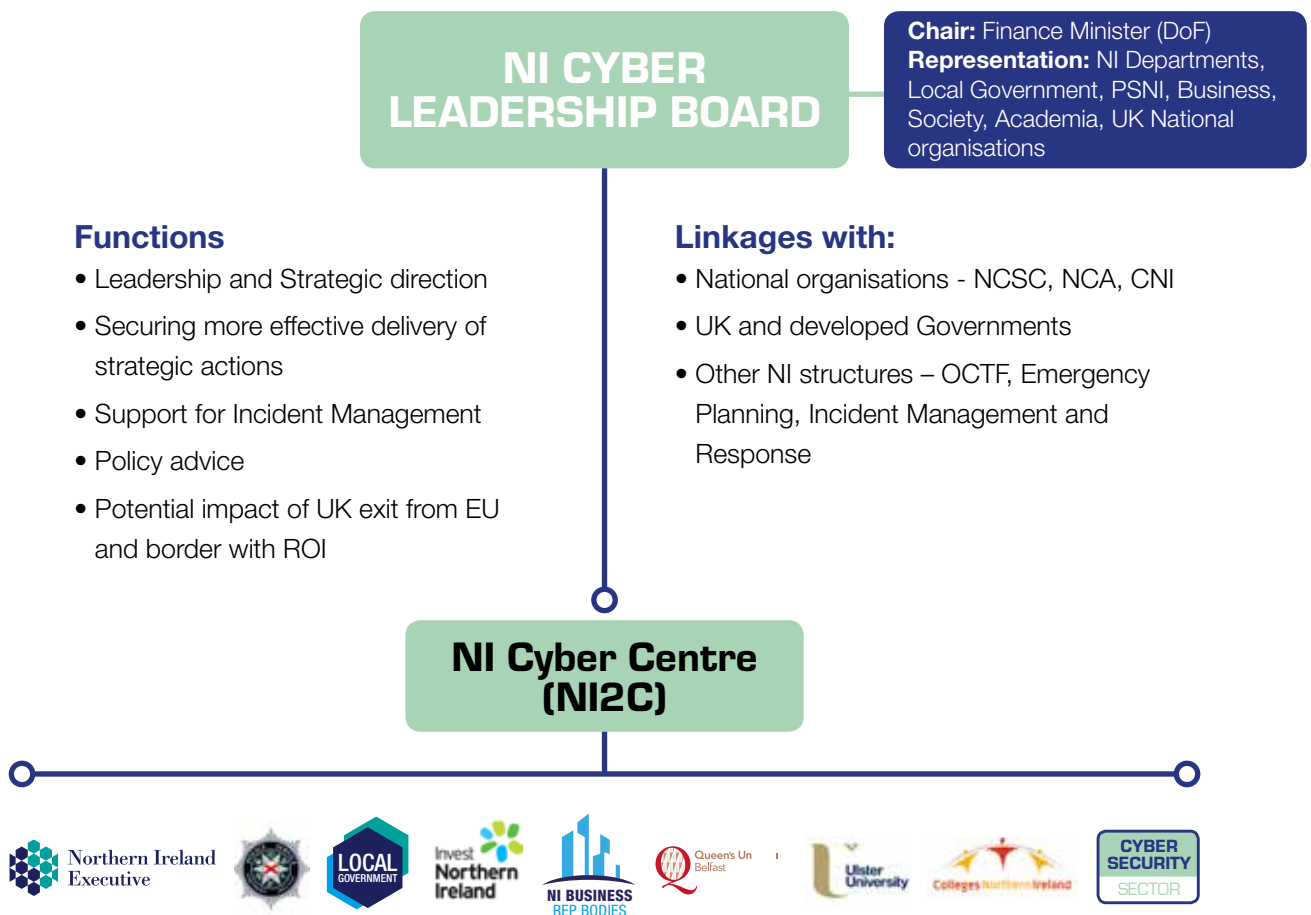 NI CYBER
LEADERSHIP BOARD
Chair: Finance Minister (DoF)
Representation: NI Departments,
Local Government, PSNI, Business,
Society, Academia, UK National
organisations
Functions
• Leadership and Strategic direction
• Securing more effective delivery of
strategic actions
• Support for Incident Management
• Policy advice
• Potential impact of UK exit from EU
and border with ROI
Linkages with:
• National organisations - NCSC, NCA, CNI
• UK and developed Governments
• Other NI structures – OCTF, Emergency
Planning, Incident Management and
Response
NI Cyber Centre
(NI2C)
Northern Ireland
Executive
LOCAL
GOVERNMENT
Invest
Northern
Ireland
NI BUSINESS
REP BODIES
Queen's Un
Belfast
Ulster
University
Colleges Northern Ireland
CYBER
SECURITY
SECTOR